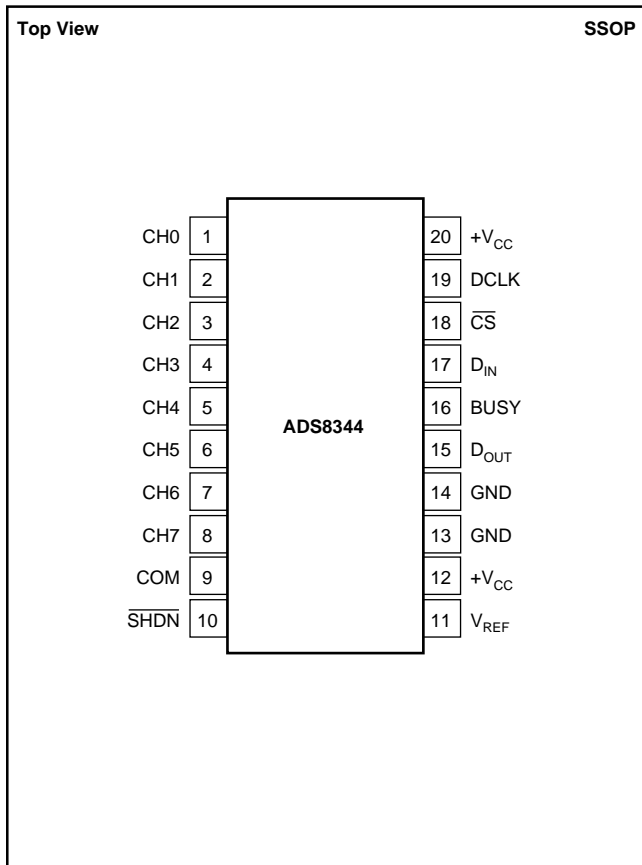 Top View SSOP
CH0 1 20 +VCC
CH1 2 19 DCLK
CH2 3 18 C̅S̅
CH3 4 17 DIN
CH4 5 16 BUSY
ADS8344
CH5 6 15 DOUT
CH6 7 14 GND
CH7 8 13 GND
COM 9 12 +VCC
S̅H̅D̅N̅ 10 11 VREF